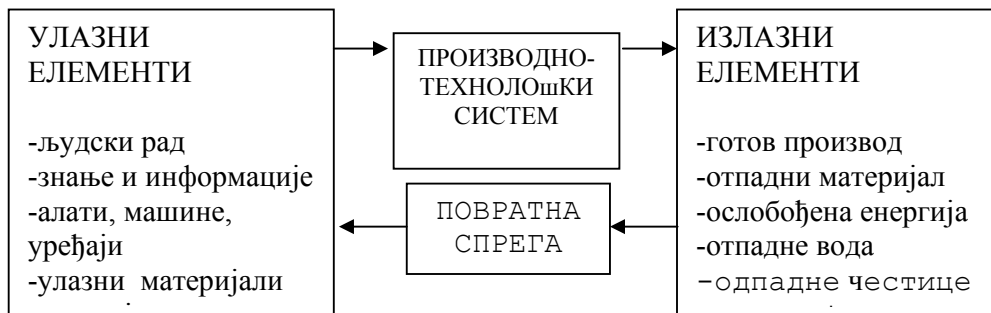 УЛАЗНИ
ЕЛЕМЕНТИ
-људски рад
-знање и информације
-алати, машине,
уређаји
-улазни материјали
ПРОИЗВОДНО-
ТЕХНОЛОшКИ
СИСТЕМ
ПОВРАТНА
СПРЕГА
ИЗЛАЗНИ
ЕЛЕМЕНТИ
-готов производ
-отпадни материјал
-ослобођена енергија
-отпадне вода
-одпадне честице